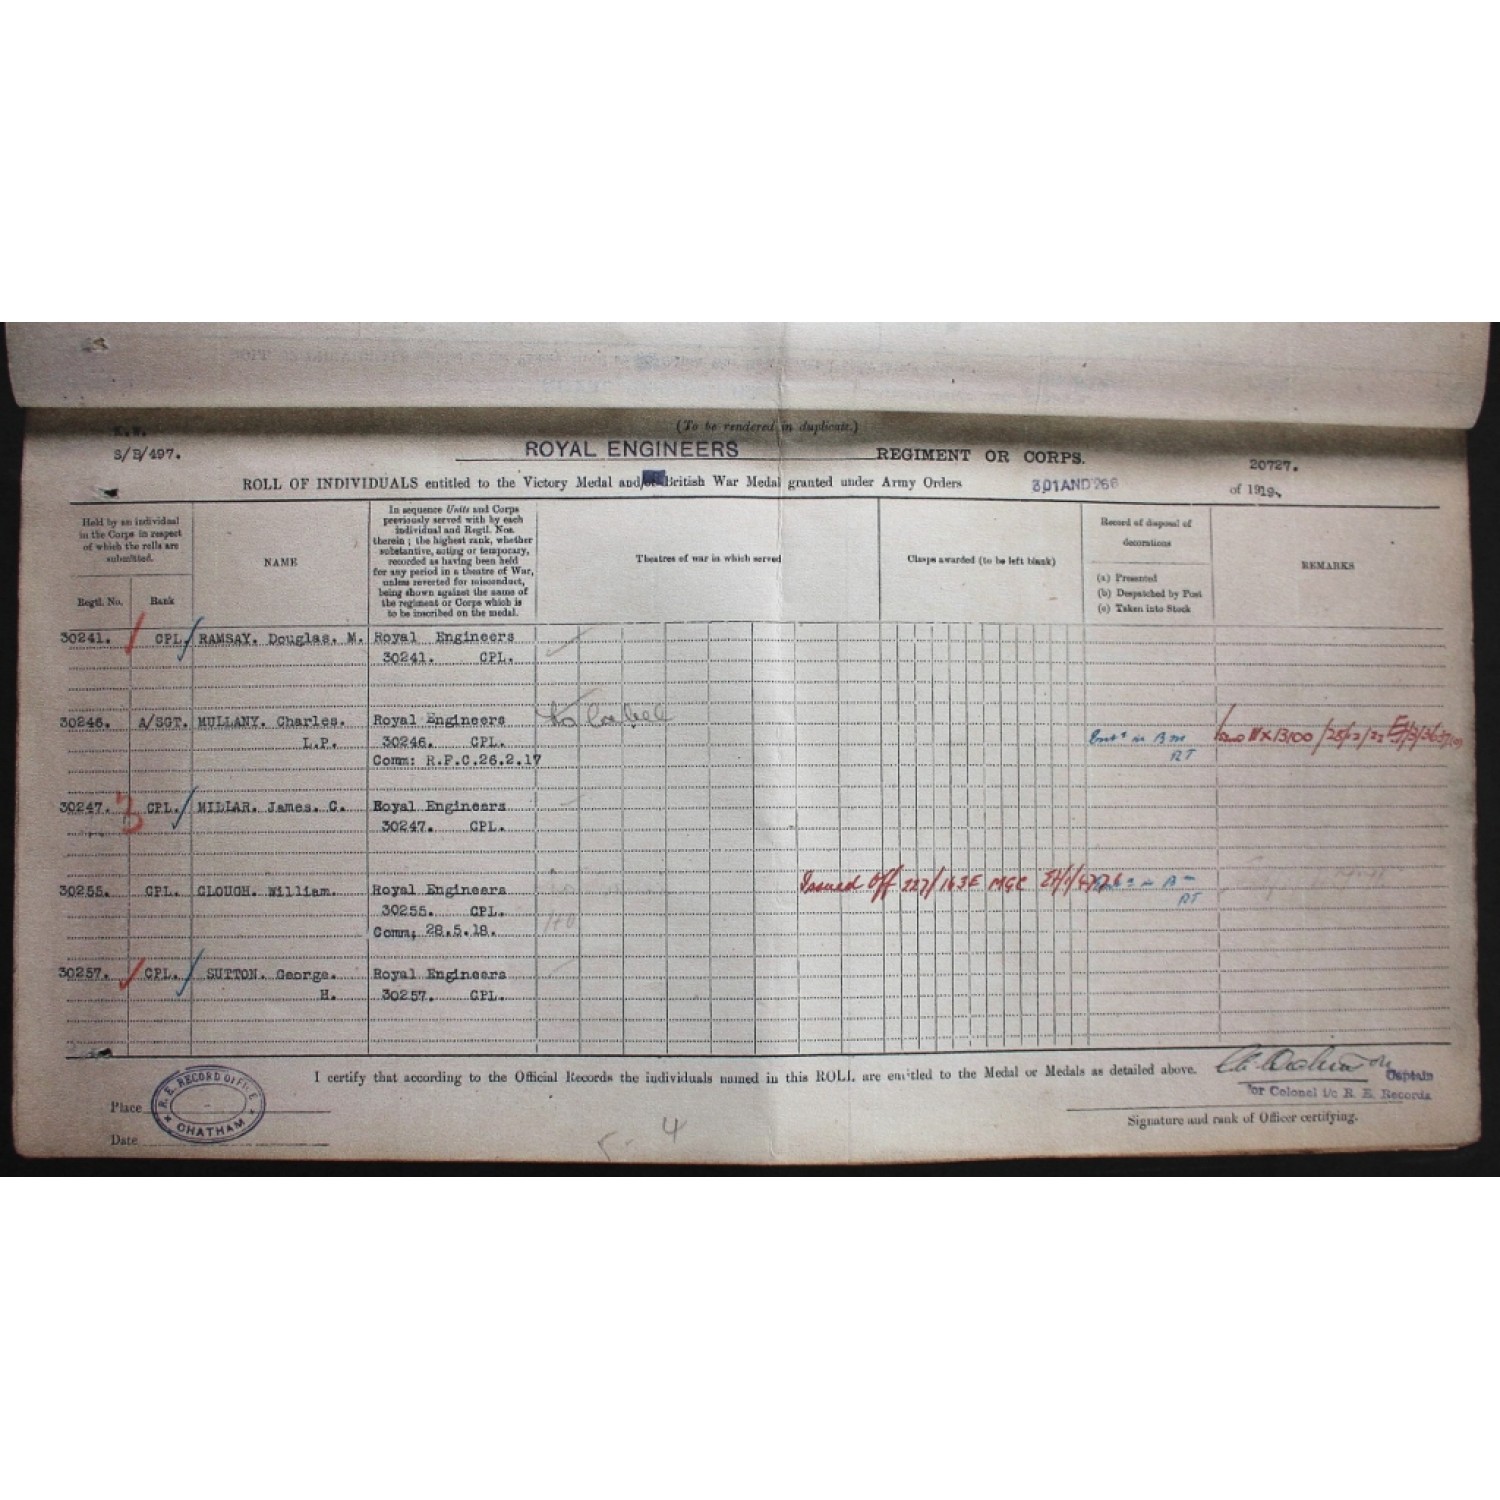 (To be rendered in duplicate.)
S/B/497.
ROYAL ENGINEERS REGIMENT OR CORPS.
20727.
ROLL OF INDIVIDUALS entitled to the Victory Medal and/ British War Medal granted under Army Orders 301AND 266 of 1919.
Held by an individual in the Corps in respect of which the rolls are submitted.
Regtl. No.
Rank
NAME
In sequence Units and Corps
previously served with by each
individual and Regtl. Nos.
therein; the highest rank, whether
substantive, acting or temporary,
recorded as having been held
for any period in a theatre of War,
unless reverted for misconduct,
being shown against the name of
the regiment or Corps which is
to be inscribed on the medal.
Theatres of war in which served
Clasps awarded (to be left blank)
Record of disposal of
decorations
(a) Presented
(b) Despatched by Post
(c) Taken into Stock
REMARKS
30241. CPL. RAMSAY. Douglas. M. Royal Engineers
30241. CPL.
30246. A/SGT. MULLANY. Charles. Royal Engineers
L.P. 30246. CPL.
Comm: R.F.C.26.2.17
RT
30247. CPL. MILLAR. James. C. Royal Engineers
30247. CPL.
30255. CPL. CLOUGH. William. Royal Engineers Issued Off 227/163E MGC
30255. CPL. RT
Comm; 28.5.18.
30257. CPL. SUTTON. George. Royal Engineers
H. 30257. CPL.
I certify that according to the Official Records the individuals named in this ROLL are entitled to the Medal or Medals as detailed above.
Captain
for Colonel i/c R. E. Records
Signature and rank of Officer certifying.
Place
R. E. RECORD OFFICE
CHATHAM
Date
4